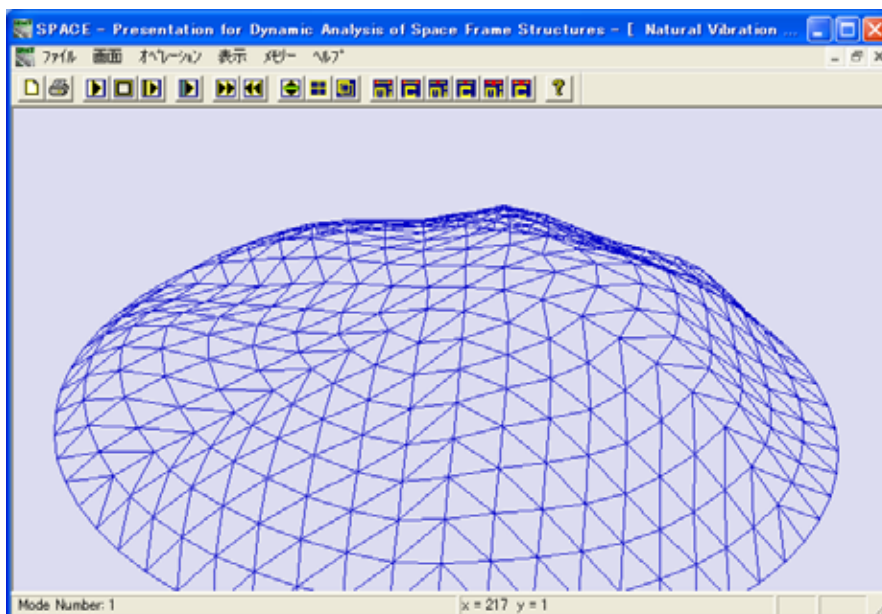 SPACE - Presentation for Dynamic Analysis of Space Frame Structures - [ Natural Vibration ...
ファイル 画面 オペレーション 表示 メモリー ヘルプ
Mode Number: 1 x = 217 y = 1